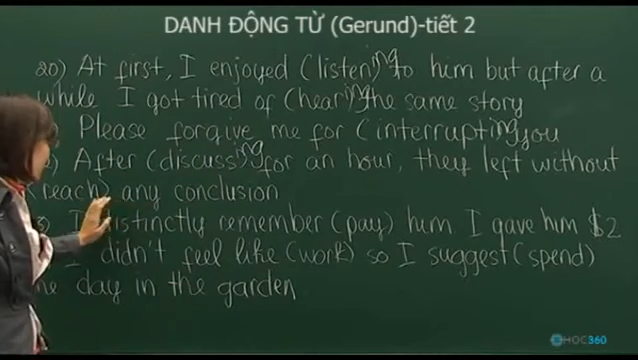 DANH ĐỘNG TỪ (Gerund)-tiết 2
20) At first, I enjoyed (listen)ing to him but after a
while I got tired of (hear)ing the same story
) Please forgive me for (interrupt)ing you
) After (discuss)ing for an hour, they left without
reach) any conclusion
) I distinctly remember (pay) him I gave him $2
I didn't feel like (work) so I suggest (spend)
day in the garden
HOC360